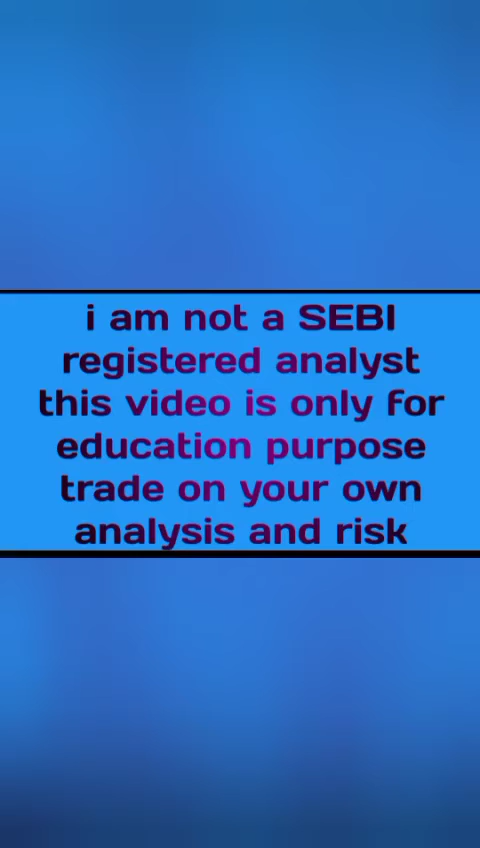 i am not a SEBI
registered analyst
this video is only for
education purpose
trade on your own
analysis and risk